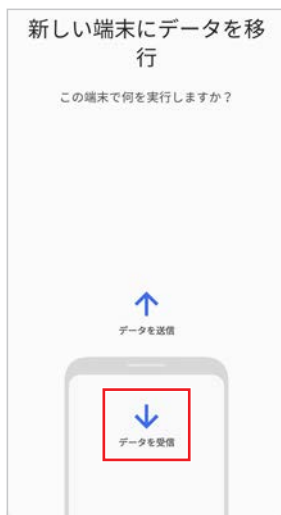 新しい端末にデータを移
行
この端末で何を実行しますか？
データを送信
データを受信